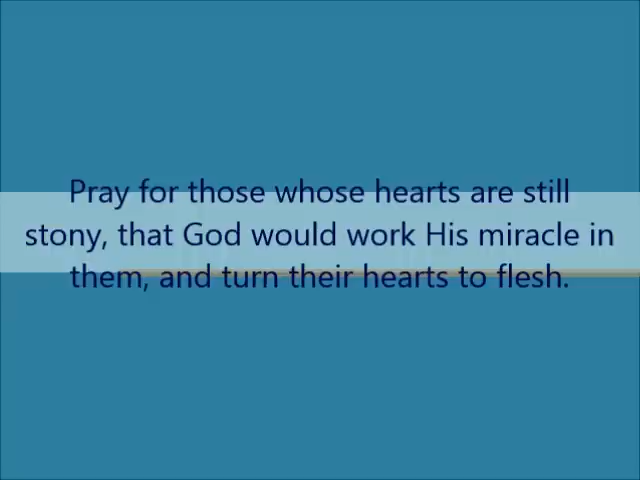 Pray for those whose hearts are still
stony, that God would work His miracle in
them, and turn their hearts to flesh.